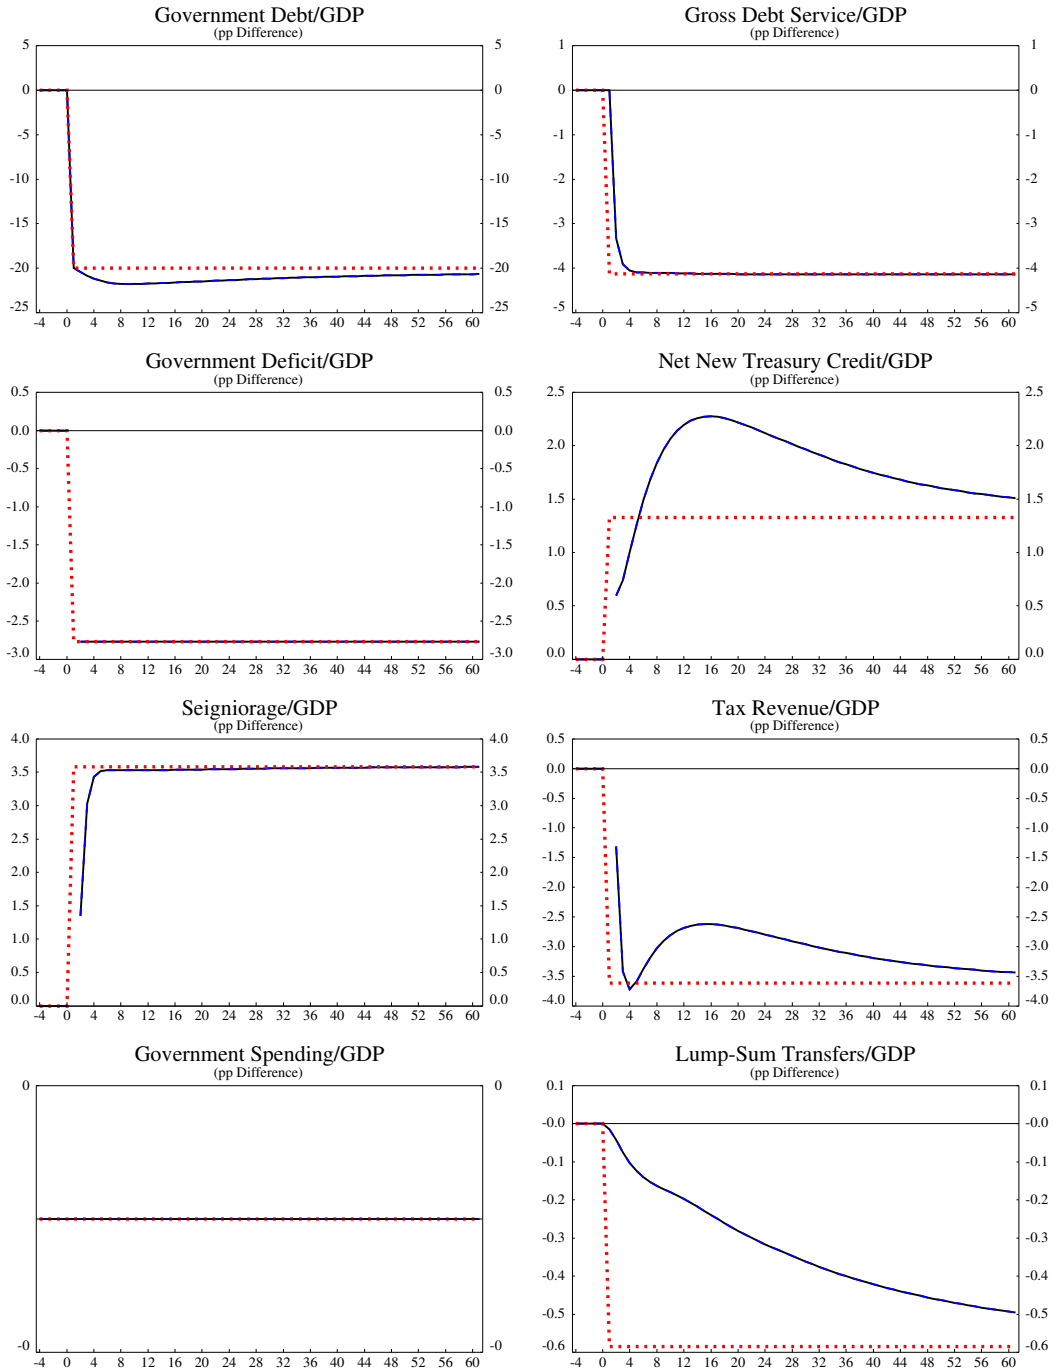 Government Debt/GDP
(pp Difference)
5 5
0 0
-5 -5
-10 -10
-15 -15
-20 -20
-25 -25
-4 0 4 8 12 16 20 24 28 32 36 40 44 48 52 56 60
Gross Debt Service/GDP
(pp Difference)
1 1
0 0
-1 -1
-2 -2
-3 -3
-4 -4
-5 -5
-4 0 4 8 12 16 20 24 28 32 36 40 44 48 52 56 60
Government Deficit/GDP
(pp Difference)
0.5 0.5
0.0 0.0
-0.5 -0.5
-1.0 -1.0
-1.5 -1.5
-2.0 -2.0
-2.5 -2.5
-3.0 -3.0
-4 0 4 8 12 16 20 24 28 32 36 40 44 48 52 56 60
Net New Treasury Credit/GDP
(pp Difference)
2.5 2.5
2.0 2.0
1.5 1.5
1.0 1.0
0.5 0.5
0.0 0.0
-4 0 4 8 12 16 20 24 28 32 36 40 44 48 52 56 60
Seigniorage/GDP
(pp Difference)
4.0 4.0
3.5 3.5
3.0 3.0
2.5 2.5
2.0 2.0
1.5 1.5
1.0 1.0
0.5 0.5
0.0 0.0
-4 0 4 8 12 16 20 24 28 32 36 40 44 48 52 56 60
Tax Revenue/GDP
(pp Difference)
0.5 0.5
0.0 0.0
-0.5 -0.5
-1.0 -1.0
-1.5 -1.5
-2.0 -2.0
-2.5 -2.5
-3.0 -3.0
-3.5 -3.5
-4.0 -4.0
-4 0 4 8 12 16 20 24 28 32 36 40 44 48 52 56 60
Government Spending/GDP
(pp Difference)
0 0
-0 -0
-4 0 4 8 12 16 20 24 28 32 36 40 44 48 52 56 60
Lump-Sum Transfers/GDP
(pp Difference)
0.1 0.1
-0.0 -0.0
-0.1 -0.1
-0.2 -0.2
-0.3 -0.3
-0.4 -0.4
-0.5 -0.5
-0.6 -0.6
-4 0 4 8 12 16 20 24 28 32 36 40 44 48 52 56 60